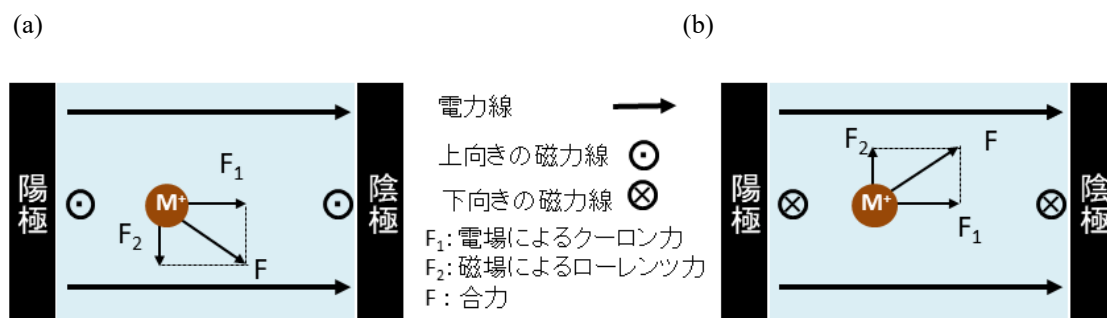 (a)
(b)
陽極
陰極
F₁
F₂
F
M⁺
電力線
上向きの磁力線
下向きの磁力線
F₁: 電場によるクーロン力
F₂: 磁場によるローレンツ力
F : 合力
陽極
陰極
F₂
F
M⁺
F₁